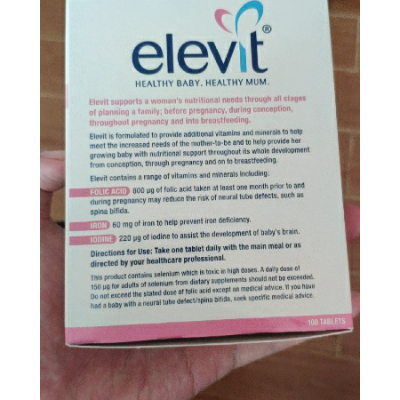 elevit®
HEALTHY BABY. HEALTHY MUM.
Elevit supports a woman's nutritional needs through all stages
of planning a family; before pregnancy, during conception,
throughout pregnancy and into breastfeeding.
Elevit is formulated to provide additional vitamins and minerals to help
meet the increased needs of the mother-to-be and to help provide her
growing baby with nutritional support throughout its whole development
from conception, through pregnancy and on to breastfeeding.
Elevit contains a range of vitamins and minerals including:
FOLIC ACID 800 µg of folic acid taken at least one month prior to and
during pregnancy may reduce the risk of neural tube defects, such as
spina bifida.
IRON 60 mg of iron to help prevent iron deficiency.
IODINE 220 µg of iodine to assist the development of baby's brain.
Directions for Use: Take one tablet daily with the main meal or as
directed by your healthcare professional.
This product contains selenium which is toxic in high doses. A daily dose of
150 µg for adults of selenium from dietary supplements should not be exceeded.
Do not exceed the stated dose of folic acid except on medical advice. If you have
had a baby with a neural tube defect/spina bifida, seek specific medical advice.
100 TABLETS